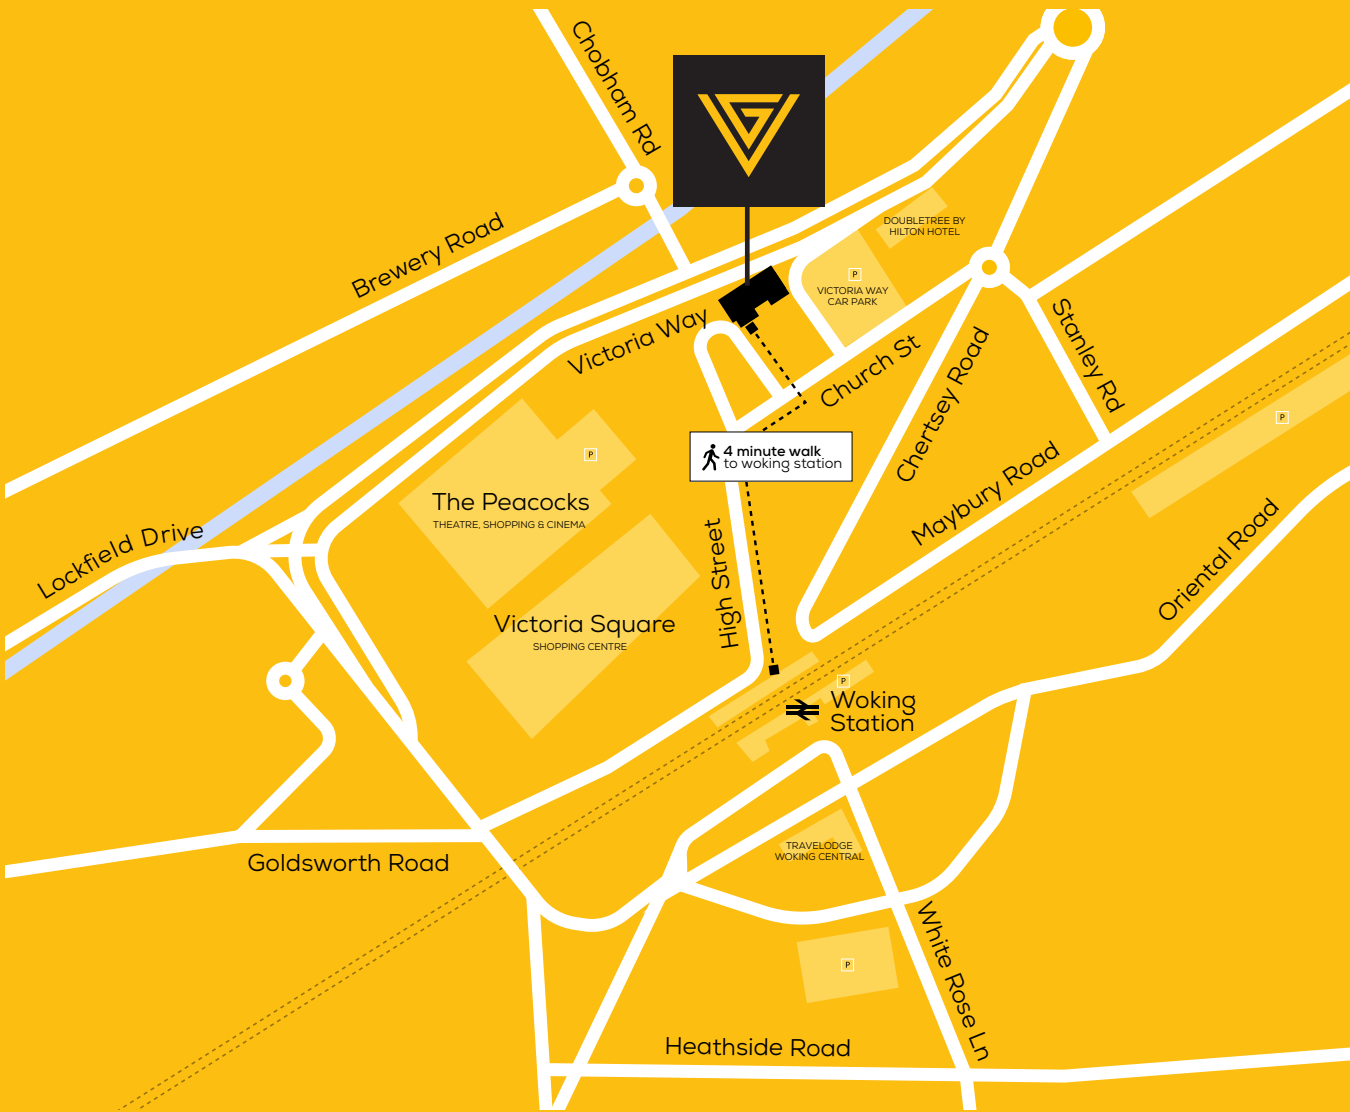 Chobham Rd
Brewery Road
DOUBLETREE BY
HILTON HOTEL
P
VICTORIA WAY
CAR PARK
Victoria Way
Church St
Stanley Rd
Chertsey Road
P
P
4 minute walk
to woking station
The Peacocks
THEATRE, SHOPPING & CINEMA
Maybury Road
Lockfield Drive
High Street
Oriental Road
Victoria Square
SHOPPING CENTRE
P
Woking
Station
Goldsworth Road
TRAVELODGE
WOKING CENTRAL
White Rose Ln
P
Heathside Road